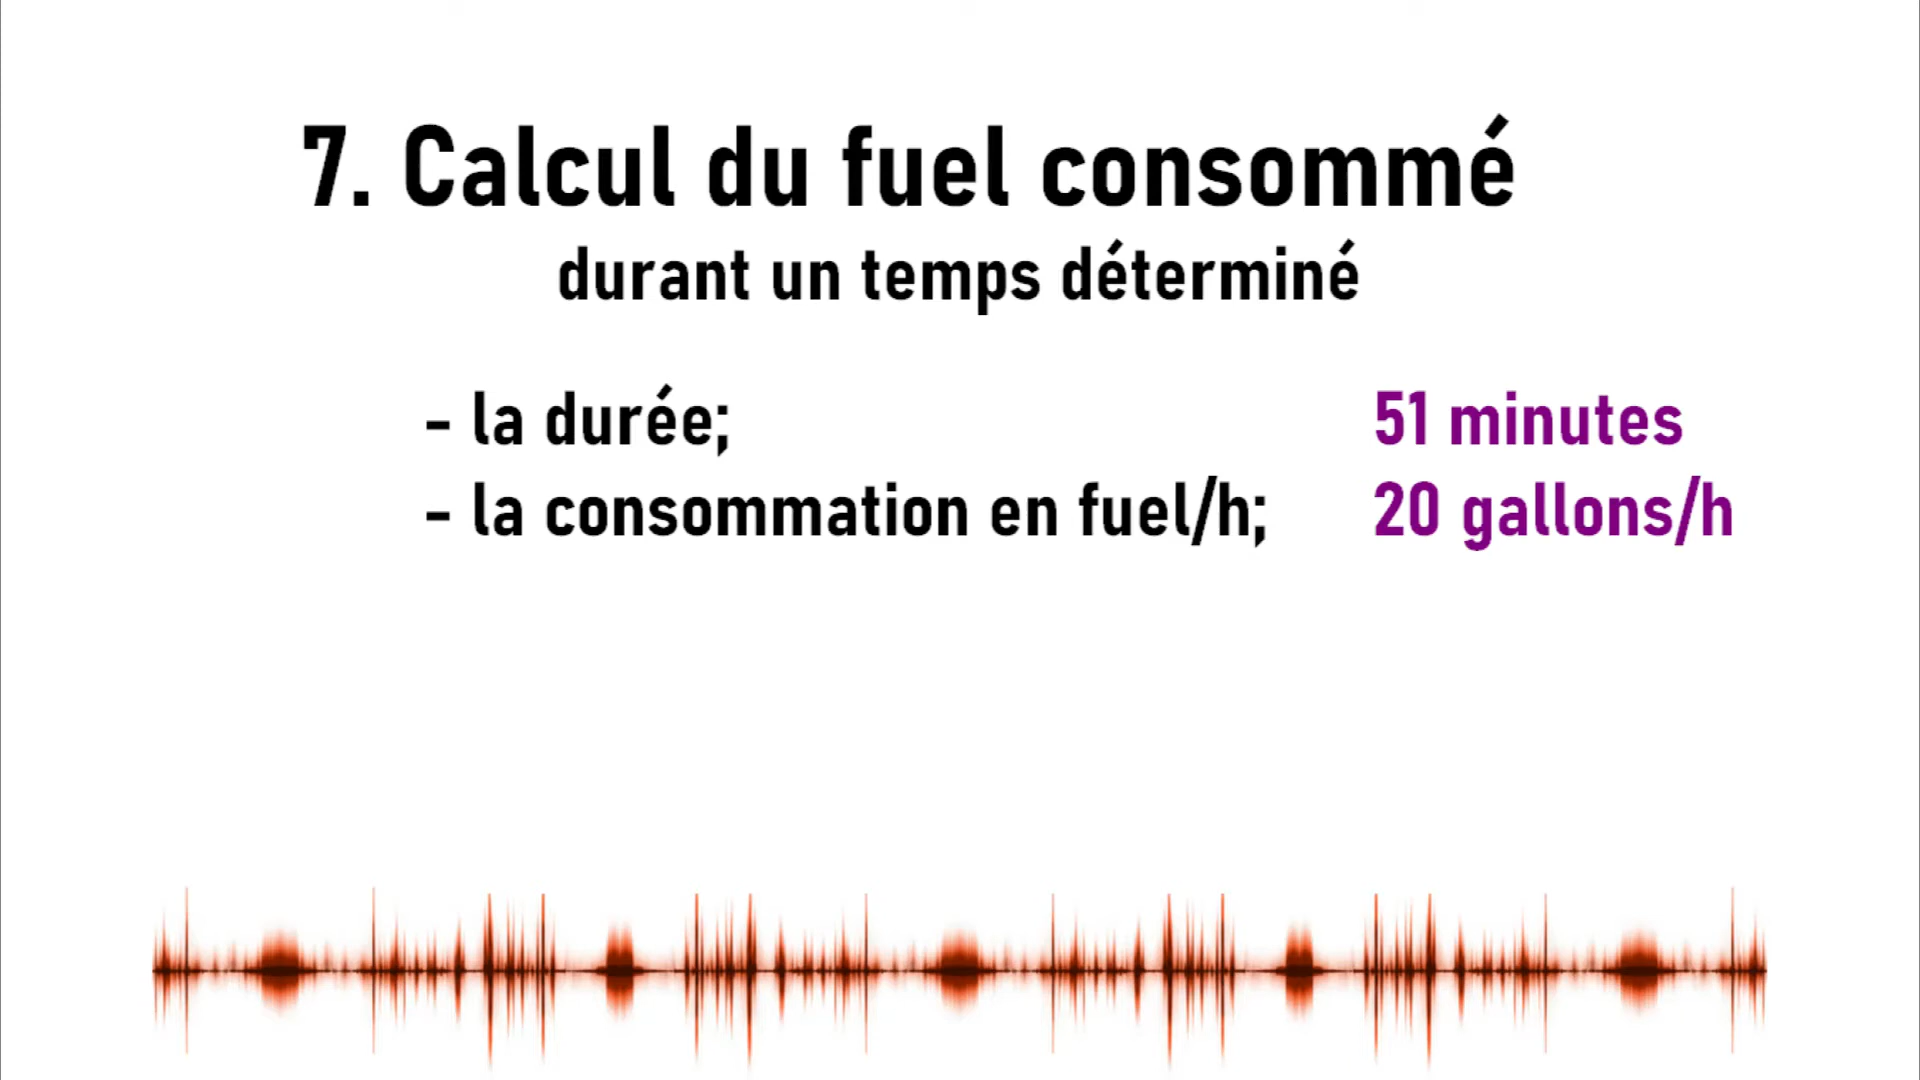 7. Calcul du fuel consommé
durant un temps déterminé
- la durée; 51 minutes
- la consommation en fuel/h; 20 gallons/h